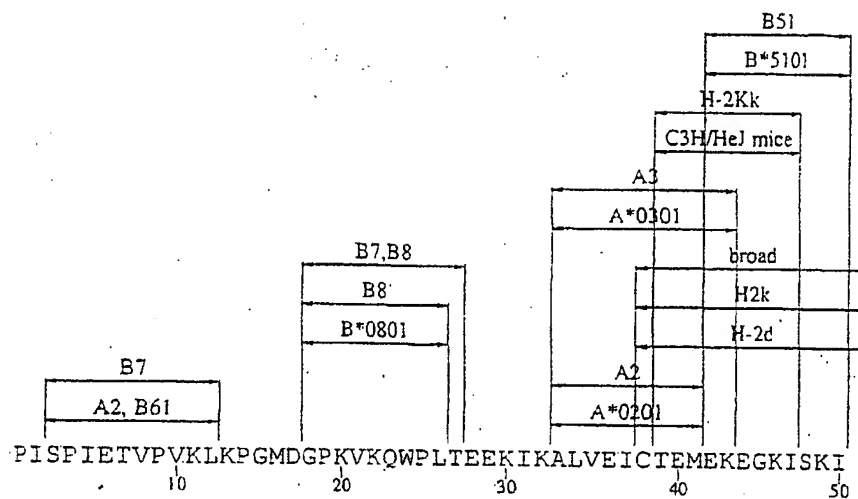 B51
B*5101
H-2Kk
C3H/HeJ mice
A3
A*0301
B7,B8
broad
B8
H2k
B*0801
H-2d
B7
A2
A2, B61
A*0201
PISPIETVPVKLKPGMDGPKVKQWPLTEEKIKALVEICTEMEKEGKISKI
10 20 30 40 50